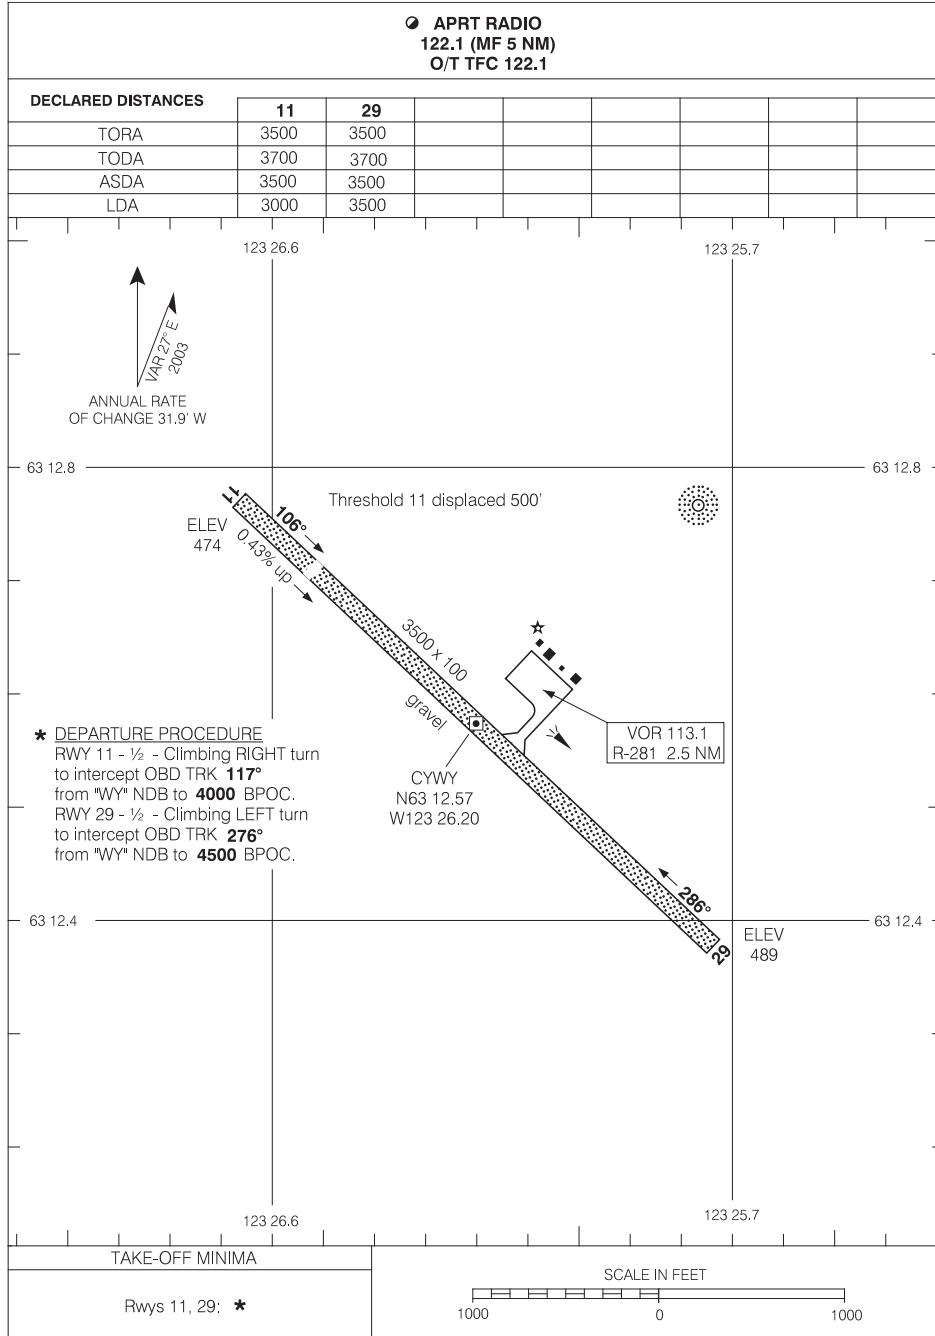 APRT RADIO
122.1 (MF 5 NM)
O/T TFC 122.1
DECLARED DISTANCES
11 29
TORA 3500 3500
TODA 3700 3700
ASDA 3500 3500
LDA 3000 3500
123 26.6 123 25.7
VAR 27° E
2003
ANNUAL RATE
OF CHANGE 31.9' W
63 12.8 63 12.8
11
Threshold 11 displaced 500'
ELEV
474
106°
0.43% up
3500 x 100
gravel
VOR 113.1
R-281 2.5 NM
CYWY
N63 12.57
W123 26.20
* DEPARTURE PROCEDURE
RWY 11 - ½ - Climbing RIGHT turn
to intercept OBD TRK 117°
from "WY" NDB to 4000 BPOC.
RWY 29 - ½ - Climbing LEFT turn
to intercept OBD TRK 276°
from "WY" NDB to 4500 BPOC.
286°
63 12.4 63 12.4
29
ELEV
489
123 26.6 123 25.7
TAKE-OFF MINIMA
Rwys 11, 29: *
SCALE IN FEET
1000 0 1000